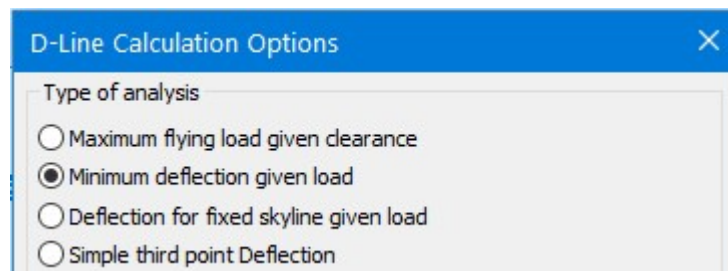 D-Line Calculation Options
Type of analysis
Maximum flying load given clearance
Minimum deflection given load
Deflection for fixed skyline given load
Simple third point Deflection